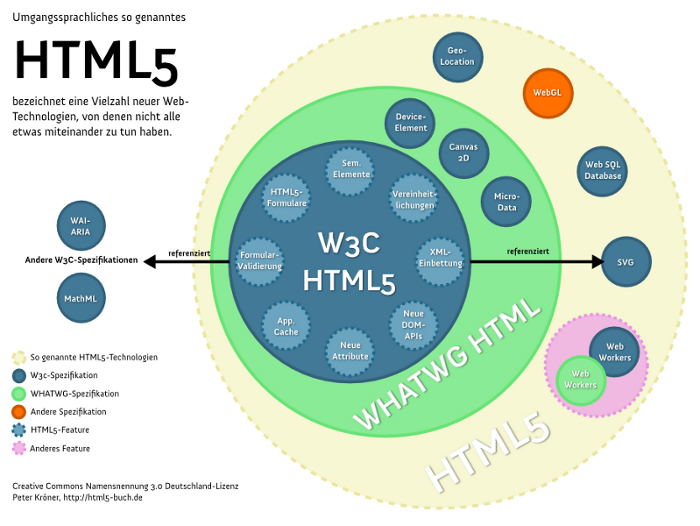 Umgangssprachliches so genanntes
HTML5
bezeichnet eine Vielzahl neuer Web-
Technologien, von denen nicht alle
etwas miteinander zu tun haben.
Geo-
Location
WebGL
Device-
Element
Canvas
2D
Web SQL
Database
Micro-
Data
Sem.
Elemente
HTML5-
Formulare
Vereinheit-
lichungen
WAI-
ARIA
W3C
HTML5
referenziert
Formular-
Validierung
XML-
Einbettung
referenziert
SVG
Andere W3C-Spezifikationen
MathML
App.
Cache
Neue
DOM-
APIs
Neue
Attribute
WHATWG HTML
HTML5
Web
Workers
Web
Workers
So genannte HTML5-Technologien
W3c-Spezifikation
WHATWG-Spezifikation
Andere Spezifikation
HTML5-Feature
Anderes Feature
Creative Commons Namensnennung 3.0 Deutschland-Lizenz
Peter Kröner, http://html5-buch.de